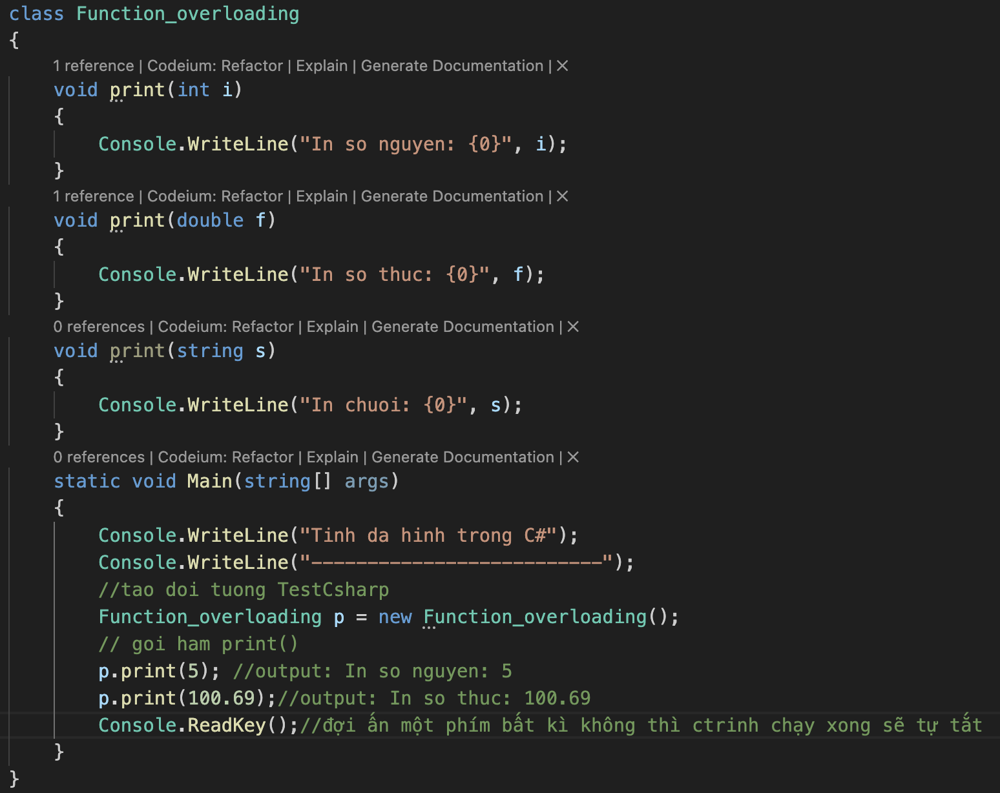 class Function_overloading
{
1 reference | Codeium: Refactor | Explain | Generate Documentation | ×
void print(int i)
{
Console.WriteLine("In so nguyen: {0}", i);
}
1 reference | Codeium: Refactor | Explain | Generate Documentation | ×
void print(double f)
{
Console.WriteLine("In so thuc: {0}", f);
}
0 references | Codeium: Refactor | Explain | Generate Documentation | ×
void print(string s)
{
Console.WriteLine("In chuoi: {0}", s);
}
0 references | Codeium: Refactor | Explain | Generate Documentation | ×
static void Main(string[] args)
{
Console.WriteLine("Tinh da hinh trong C#");
Console.WriteLine("--------------------------");
//tao doi tuong TestCsharp
Function_overloading p = new Function_overloading();
// goi ham print()
p.print(5); //output: In so nguyen: 5
p.print(100.69);//output: In so thuc: 100.69
Console.ReadKey();//đợi ấn một phím bất kì không thì ctrinh chạy xong sẽ tự tắt
}
}